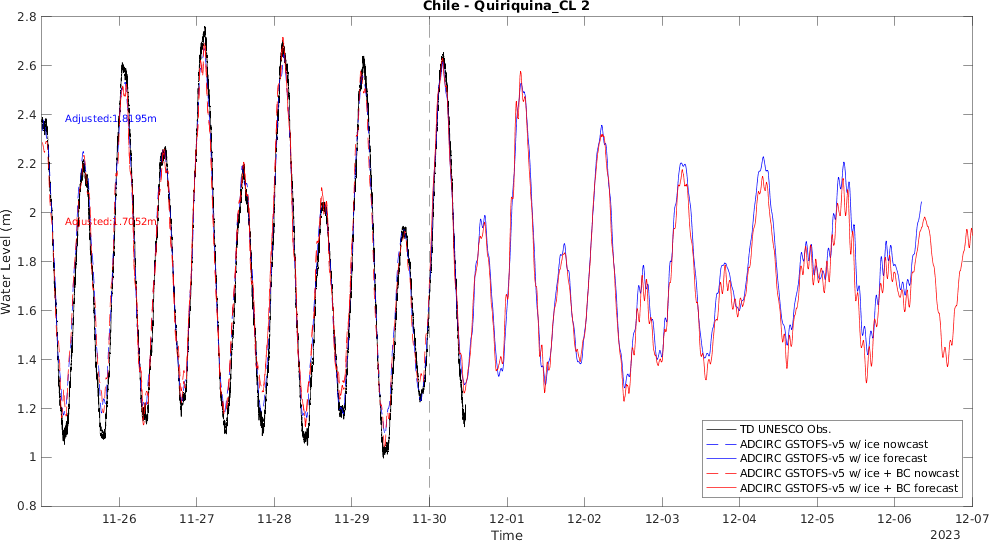 Chile - Quiriquina_CL 2
2.8
2.6
2.4
2.2
2
1.8
1.6
1.4
1.2
1
0.8
Water Level (m)
Adjusted:1.8195m
Adjusted:1.7052m
TD UNESCO Obs.
ADCIRC GSTOFS-v5 w/ ice nowcast
ADCIRC GSTOFS-v5 w/ ice forecast
ADCIRC GSTOFS-v5 w/ ice + BC nowcast
ADCIRC GSTOFS-v5 w/ ice + BC forecast
11-26 11-27 11-28 11-29 11-30 12-01 12-02 12-03 12-04 12-05 12-06 12-07
Time
2023